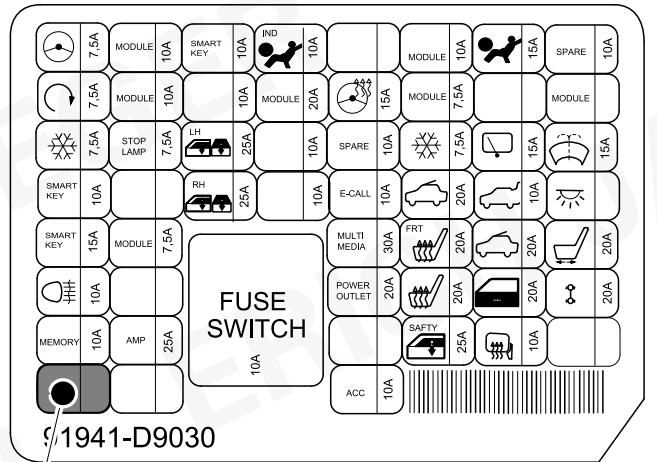 7,5A MODULE 10A SMART KEY 10A IND 10A MODULE 10A 15A SPARE 10A
7,5A MODULE 10A 10A MODULE 20A 15A MODULE 7,5A MODULE
7,5A STOP LAMP 7,5A LH 25A 10A SPARE 10A 7,5A 10A 15A
SMART KEY 10A RH 25A 10A E-CALL 10A 20A 10A 10A
SMART KEY 15A MODULE 7,5A MULTI MEDIA 30A FRT 20A 20A 20A
10A POWER OUTLET 20A 20A 20A 20A
FUSE SWITCH 10A
MEMORY 10A AMP 25A SAFTY 25A 10A
ACC 10A
91941-D9030